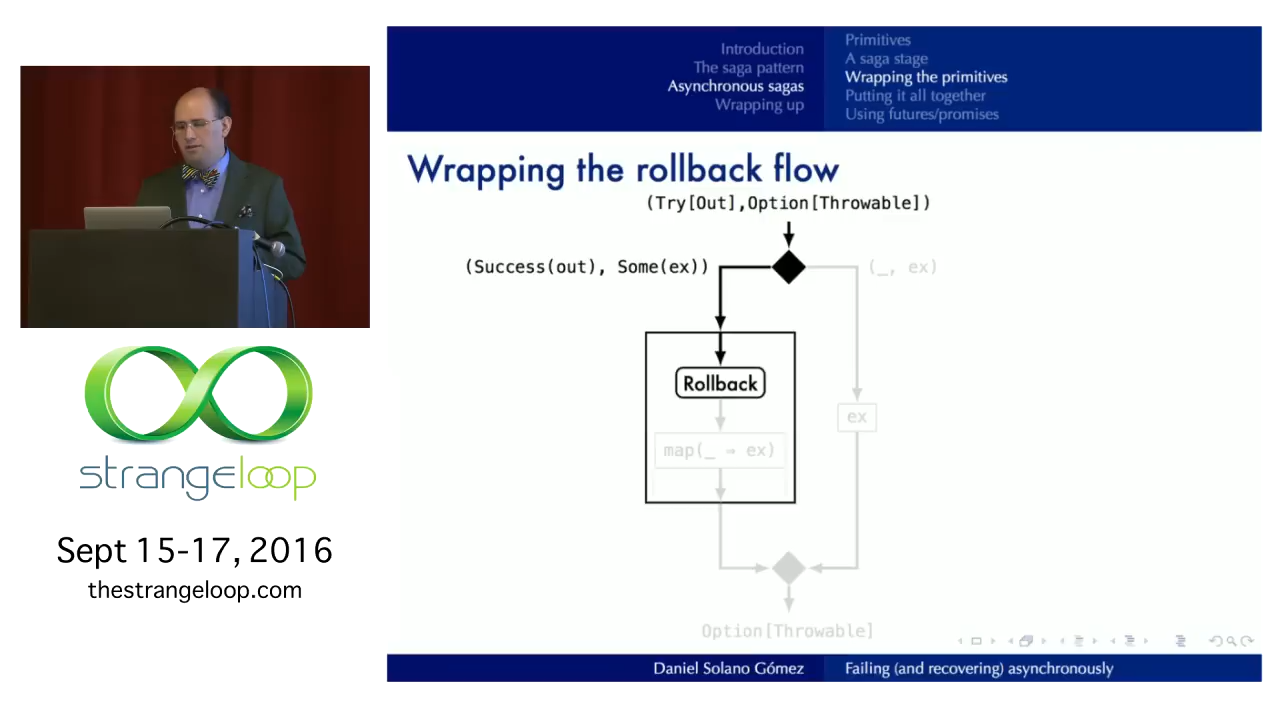 Introduction
The saga pattern
Asynchronous sagas
Wrapping up
Primitives
A saga stage
Wrapping the primitives
Putting it all together
Using futures/promises
Wrapping the rollback flow
(Try[Out],Option[Throwable])
(Success(out), Some(ex))
(_, ex)
Rollback
map(_ ⇒ ex)
ex
Option[Throwable]
Daniel Solano Gómez
Failing (and recovering) asynchronously
strangeloop
Sept 15-17, 2016
thestrangeloop.com